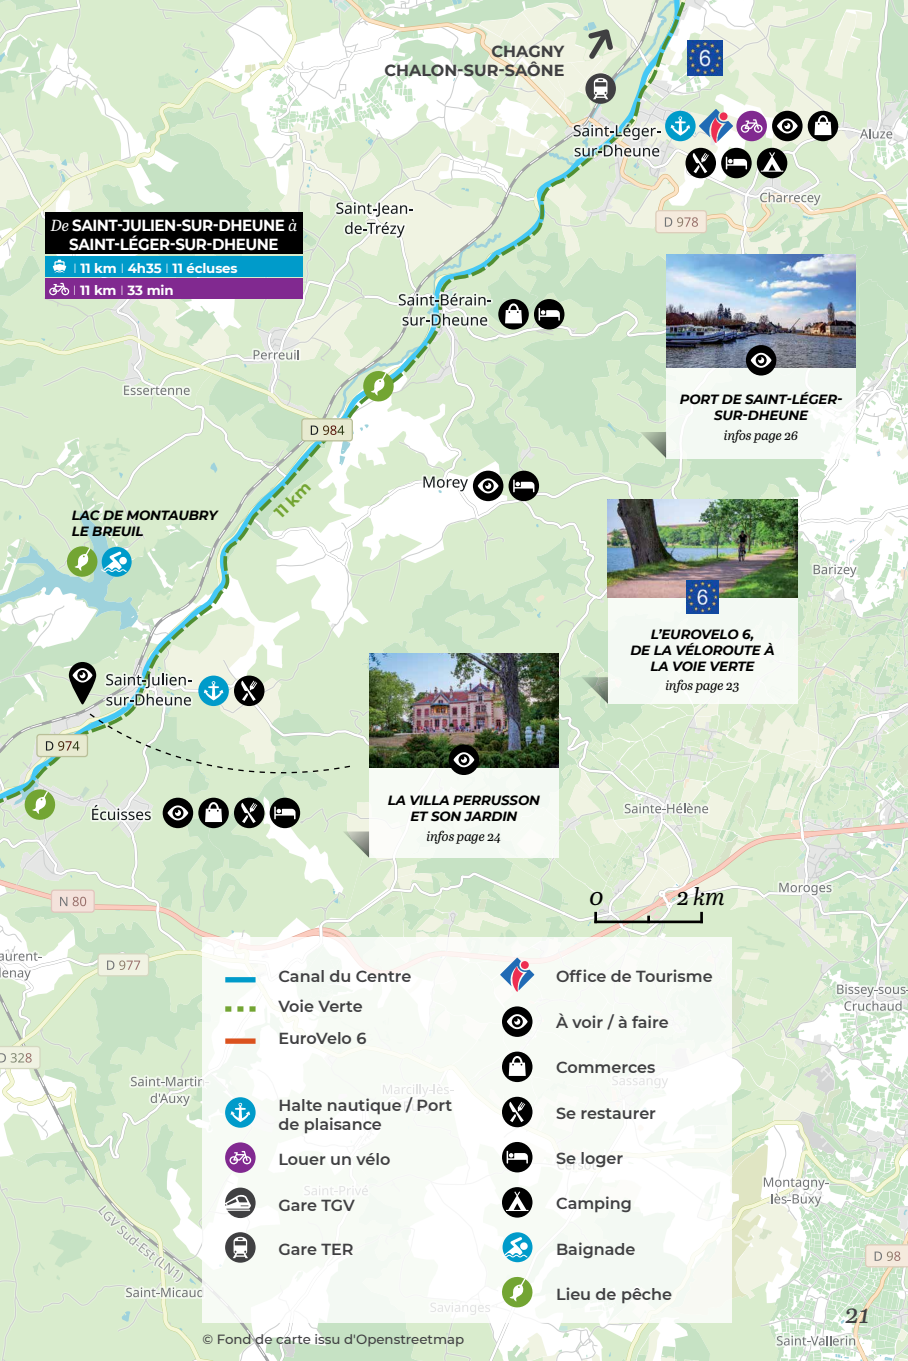 CHAGNY
CHALON-SUR-SAÔNE
6
Saint-Léger-
sur-Dheune
Aluze
Charrecey
D 978
Saint-Jean-
de-Trézy
De SAINT-JULIEN-SUR-DHEUNE à
SAINT-LÉGER-SUR-DHEUNE
11 km | 4h35 | 11 écluses
11 km | 33 min
Saint-Bérain-
sur-Dheune
Perreuil
Essertenne
PORT DE SAINT-LÉGER-
SUR-DHEUNE
infos page 26
D 984
11 km
Morey
LAC DE MONTAUBRY
LE BREUIL
Barizey
6
L'EUROVELO 6,
DE LA VÉLOROUTE À
LA VOIE VERTE
infos page 23
Saint-Julien-
sur-Dheune
D 974
LA VILLA PERRUSSON
ET SON JARDIN
infos page 24
Écuisses
Sainte-Hélène
Moroges
N 80
0 2 km
aurent-
lenay
D 977
Bissey-sous-
Cruchaud
D 328
Saint-Martin
d'Auxy
Canal du Centre
Voie Verte
EuroVelo 6
Marcilly-lès-
Halte nautique / Port
de plaisance
Louer un vélo
Saint-Privé
Gare TGV
Gare TER
Office de Tourisme
À voir / à faire
Commerces
Sassangy
Se restaurer
Se loger
Camping
Baignade
Lieu de pêche
Montagny-
lès-Buxy
LGV Sud-Est (LN1)
Saint-Micaud
D 98
Savianges
21
Saint-Vallerin
© Fond de carte issu d'Openstreetmap